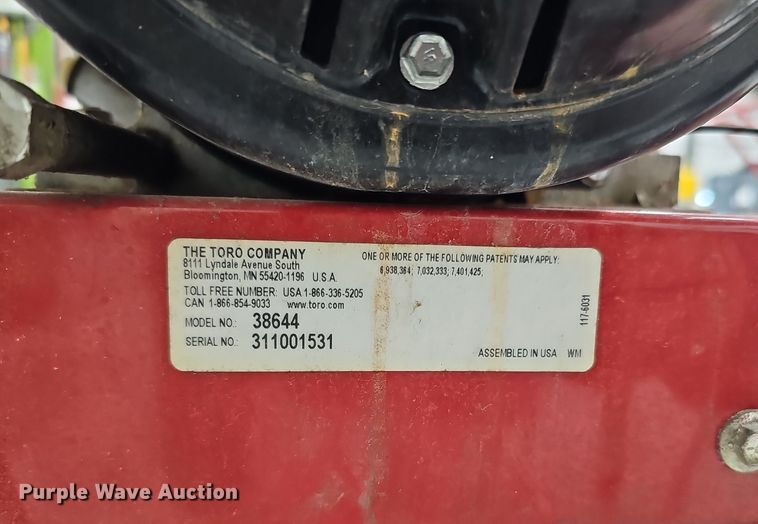 THE TORO COMPANY
8111 Lyndale Avenue South
Bloomington, MN 55420-1196 U.S.A.
TOLL FREE NUMBER: USA 1-866-336-5205
CAN 1-866-854-9033 www.toro.com
MODEL NO.: 38644
SERIAL NO.: 311001531
ONE OR MORE OF THE FOLLOWING PATENTS MAY APPLY:
6,938,364; 7,032,333; 7,401,425;
117-6031
ASSEMBLED IN USA WM
Purple Wave Auction